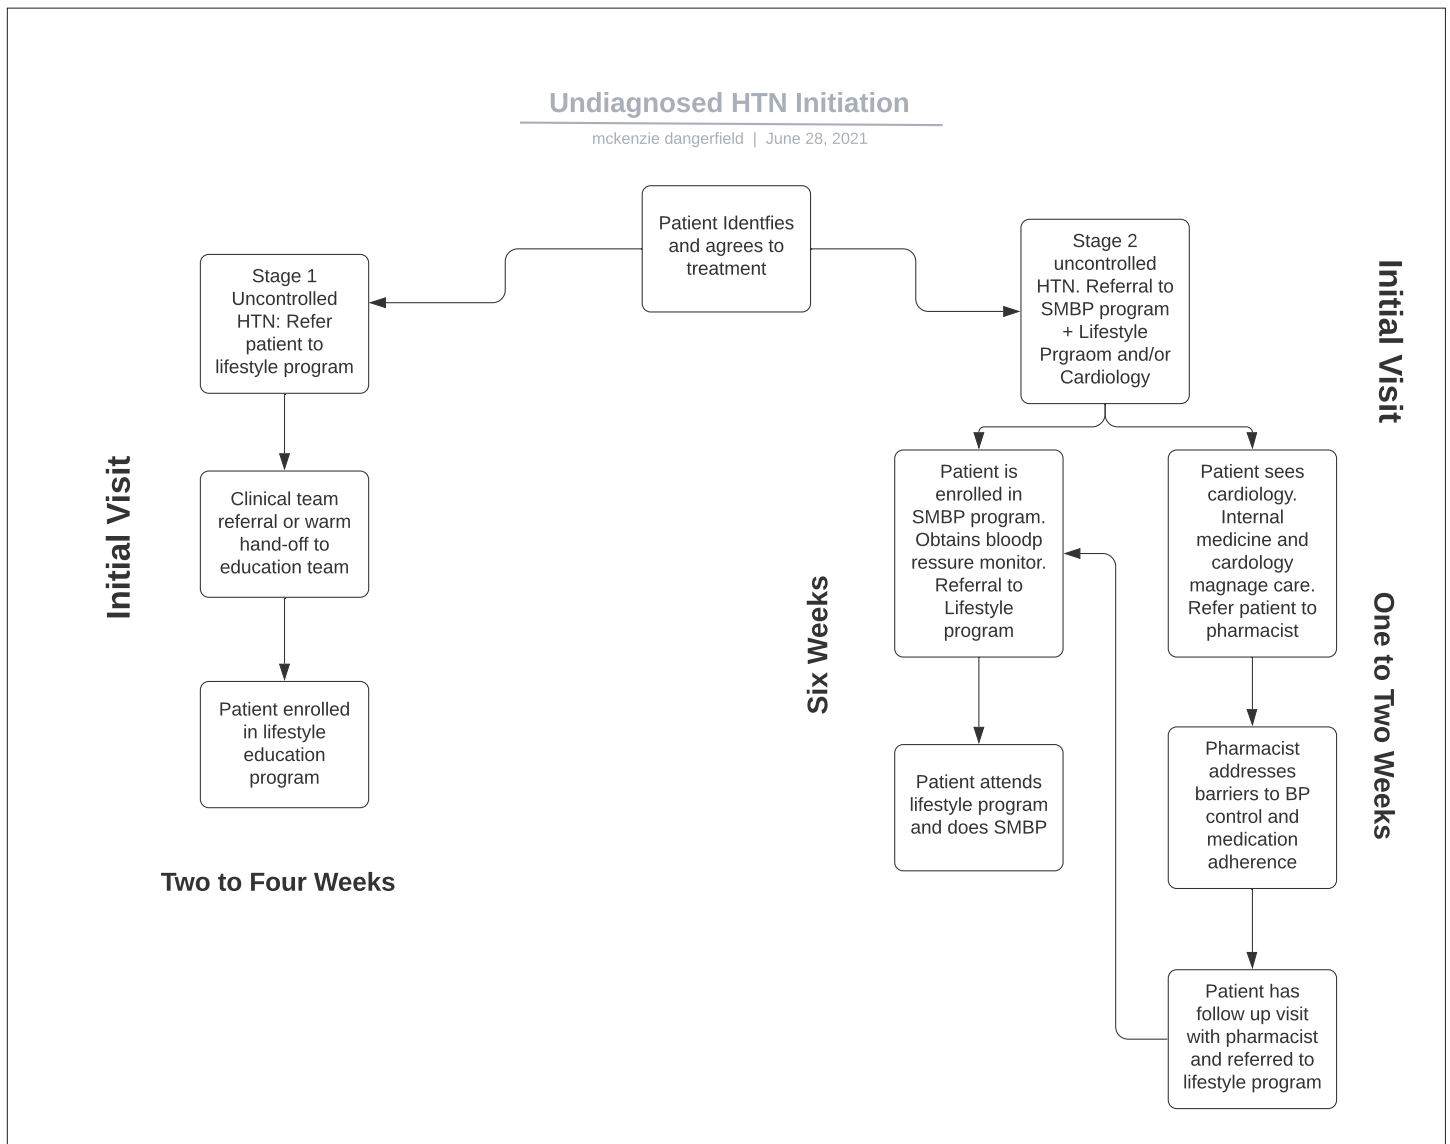 Undiagnosed HTN Initiation
mckenzie dangerfield | June 28, 2021
Patient Identfies
and agrees to
treatment
Stage 1
Uncontrolled
HTN: Refer
patient to
lifestyle program
Clinical team
referral or warm
hand-off to
education team
Patient enrolled
in lifestyle
education
program
Initial Visit
Two to Four Weeks
Stage 2
uncontrolled
HTN. Referral to
SMBP program
+ Lifestyle
Prgraom and/or
Cardiology
Initial Visit
Patient is
enrolled in
SMBP program.
Obtains bloodp
ressure monitor.
Referral to
Lifestyle
program
Patient attends
lifestyle program
and does SMBP
Six Weeks
Patient sees
cardiology.
Internal
medicine and
cardology
magnage care.
Refer patient to
pharmacist
Pharmacist
addresses
barriers to BP
control and
medication
adherence
Patient has
follow up visit
with pharmacist
and referred to
lifestyle program
One to Two Weeks